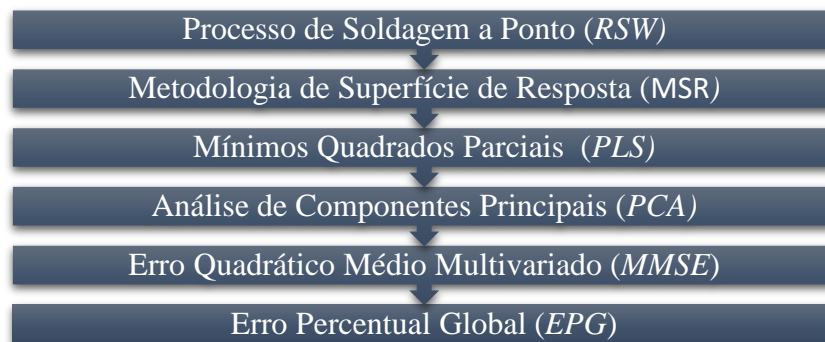 Processo de Soldagem a Ponto (RSW)
Metodologia de Superfície de Resposta (MSR)
Mínimos Quadrados Parciais (PLS)
Análise de Componentes Principais (PCA)
Erro Quadrático Médio Multivariado (MMSE)
Erro Percentual Global (EPG)